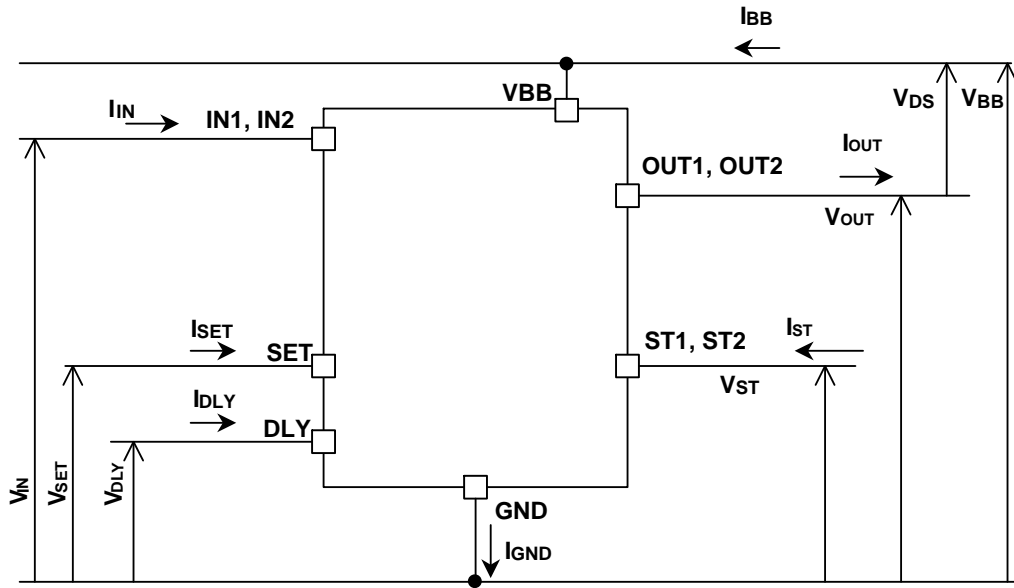 IBB
VBB
VDS
VBB
IIN
IN1, IN2
OUT1, OUT2
IOUT
VOUT
ISET
SET
ST1, ST2
IST
VST
IDLY
DLY
VIN
VSET
VDLY
GND
IGND